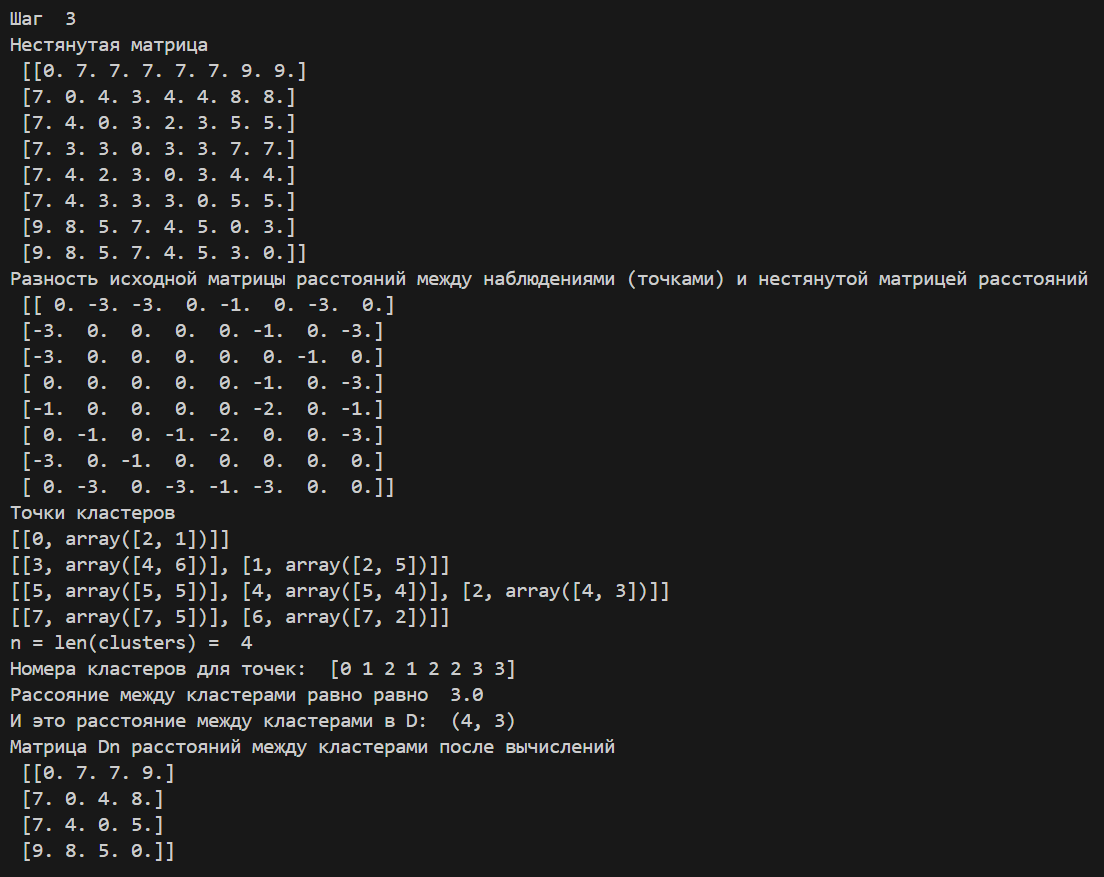 Шаг  3
Нестянутая матрица
 [[0. 7. 7. 7. 7. 7. 9. 9.]
 [7. 0. 4. 3. 4. 4. 8. 8.]
 [7. 4. 0. 3. 2. 3. 5. 5.]
 [7. 3. 3. 0. 3. 3. 7. 7.]
 [7. 4. 2. 3. 0. 3. 4. 4.]
 [7. 4. 3. 3. 3. 0. 5. 5.]
 [9. 8. 5. 7. 4. 5. 0. 3.]
 [9. 8. 5. 7. 4. 5. 3. 0.]]
Разность исходной матрицы расстояний между наблюдениями (точками) и нестянутой матрицей расстояний
 [[ 0. -3. -3.  0. -1.  0. -3.  0.]
 [-3.  0.  0.  0.  0. -1.  0. -3.]
 [-3.  0.  0.  0.  0.  0. -1.  0.]
 [ 0.  0.  0.  0.  0. -1.  0. -3.]
 [-1.  0.  0.  0.  0. -2.  0. -1.]
 [ 0. -1.  0. -1. -2.  0.  0. -3.]
 [-3.  0. -1.  0.  0.  0.  0.  0.]
 [ 0. -3.  0. -3. -1. -3.  0.  0.]]
Точки кластеров
[[0, array([2, 1])]]
[[3, array([4, 6])], [1, array([2, 5])]]
[[5, array([5, 5])], [4, array([5, 4])], [2, array([4, 3])]]
[[7, array([7, 5])], [6, array([7, 2])]]
n = len(clusters) =  4
Номера кластеров для точек:  [0 1 2 1 2 2 3 3]
Рассояние между кластерами равно равно  3.0
И это расстояние между кластерами в D:  (4, 3)
Матрица Dn расстояний между кластерами после вычислений
 [[0. 7. 7. 9.]
 [7. 0. 4. 8.]
 [7. 4. 0. 5.]
 [9. 8. 5. 0.]]